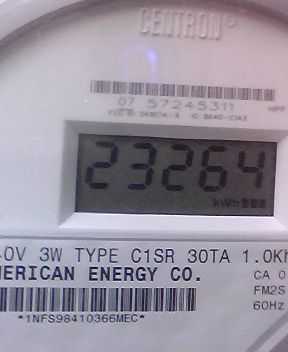 CENTRON®
07 57245311
23264
kWh
0V 3W TYPE C1SR 30TA 1.0Kh
MERICAN ENERGY CO.
CA 0
FM2S
60Hz
*1NFS98410366MEC*